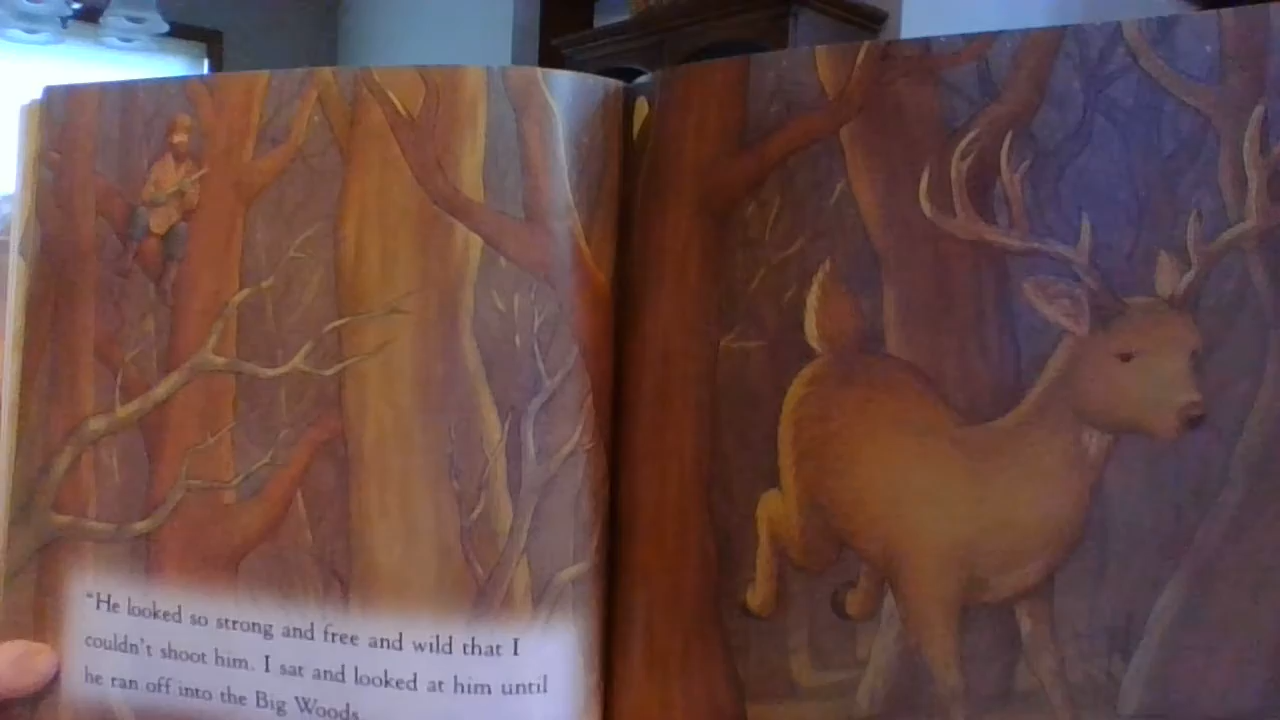 "He looked so strong and free and wild that I
couldn't shoot him. I sat and looked at him until
he ran off into the Big Woods